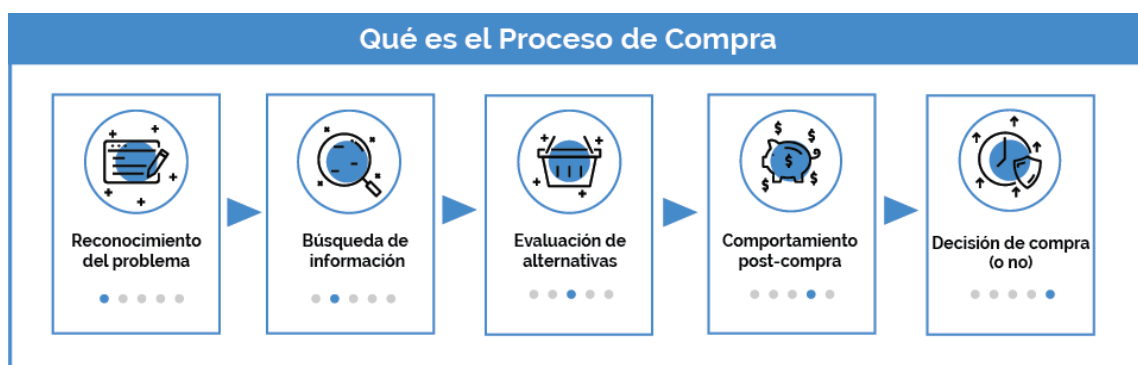 Qué es el Proceso de Compra
Reconocimiento
del problema
Búsqueda de
información
Evaluación de
alternativas
Comportamiento
post-compra
Decisión de compra
(o no)